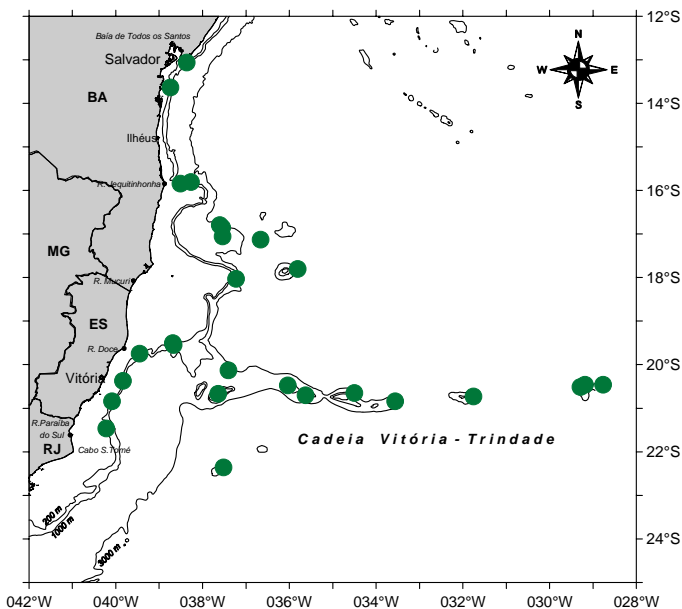 12°S
Baía de Todos os Santos
Salvador
N
W E
S
BA
14°S
Ilhéus
R. Jequitinhonha
16°S
MG
R. Mucuri
18°S
ES
R. Doce
Vitória
20°S
R.Paraíba
do Sul
RJ
Cabo S.Tomé
Cadeia Vitória - Trindade
22°S
200 m
1000 m
3000 m
24°S
042°W 040°W 038°W 036°W 034°W 032°W 030°W 028°W